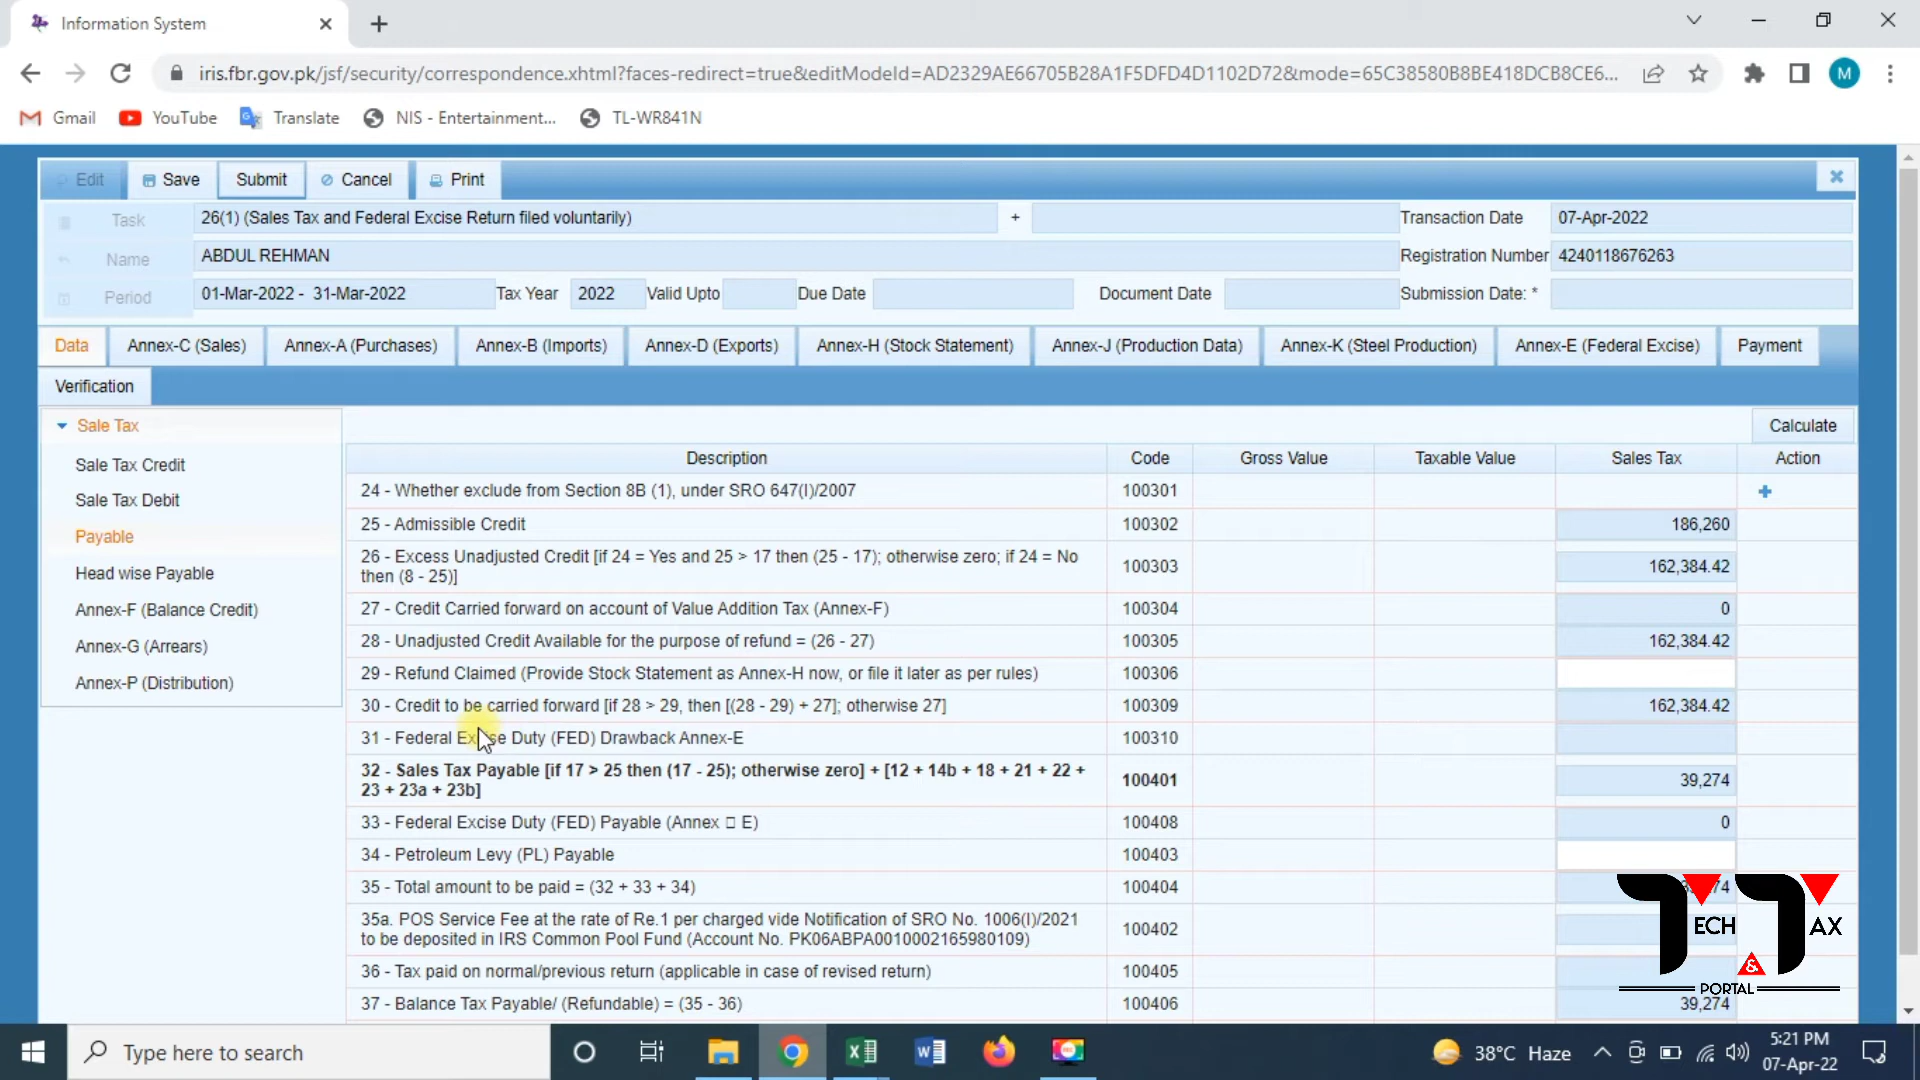 Information System
iris.fbr.gov.pk/jsf/security/correspondence.xhtml?faces-redirect=true&editModeId=AD2329AE66705B28A1F5DFD4D1102D72&mode=65C38580B8BE418DCB8CE6...
M
Gmail YouTube Translate NIS - Entertainment... TL-WR841N
Edit Save Submit Cancel Print
Task 26(1) (Sales Tax and Federal Excise Return filed voluntarily) + Transaction Date 07-Apr-2022
Name ABDUL REHMAN Registration Number 4240118676263
Period 01-Mar-2022 - 31-Mar-2022 Tax Year 2022 Valid Upto Due Date Document Date Submission Date: *
Data Annex-C (Sales) Annex-A (Purchases) Annex-B (Imports) Annex-D (Exports) Annex-H (Stock Statement) Annex-J (Production Data) Annex-K (Steel Production) Annex-E (Federal Excise) Payment
Verification
Sale Tax
Sale Tax Credit
Sale Tax Debit
Payable
Head wise Payable
Annex-F (Balance Credit)
Annex-G (Arrears)
Annex-P (Distribution)
Calculate
Description Code Gross Value Taxable Value Sales Tax Action
24 - Whether exclude from Section 8B (1), under SRO 647(I)/2007 100301
25 - Admissible Credit 100302 186,260
26 - Excess Unadjusted Credit [if 24 = Yes and 25 > 17 then (25 - 17); otherwise zero; if 24 = No
then (8 - 25)] 100303 162,384.42
27 - Credit Carried forward on account of Value Addition Tax (Annex-F) 100304 0
28 - Unadjusted Credit Available for the purpose of refund = (26 - 27) 100305 162,384.42
29 - Refund Claimed (Provide Stock Statement as Annex-H now, or file it later as per rules) 100306
30 - Credit to be carried forward [if 28 > 29, then [(28 - 29) + 27]; otherwise 27] 100309 162,384.42
31 - Federal Excise Duty (FED) Drawback Annex-E 100310
32 - Sales Tax Payable [if 17 > 25 then (17 - 25); otherwise zero] + [12 + 14b + 18 + 21 + 22 +
23 + 23a + 23b] 100401 39,274
33 - Federal Excise Duty (FED) Payable (Annex □ E) 100408 0
34 - Petroleum Levy (PL) Payable 100403
35 - Total amount to be paid = (32 + 33 + 34) 100404
35a. POS Service Fee at the rate of Re.1 per charged vide Notification of SRO No. 1006(I)/2021
to be deposited in IRS Common Pool Fund (Account No. PK06ABPA0010002165980109) 100402
36 - Tax paid on normal/previous return (applicable in case of revised return) 100405
37 - Balance Tax Payable/ (Refundable) = (35 - 36) 100406 39,274
TECH & TAX
PORTAL
Type here to search
38°C Haze
5:21 PM
07-Apr-22